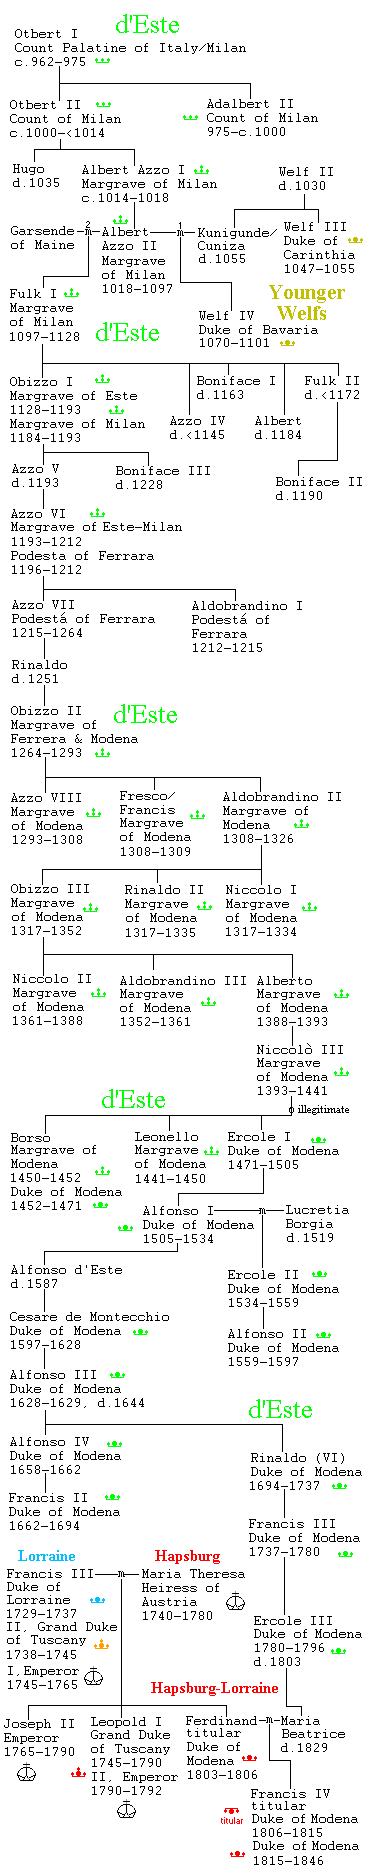 d'Este
Otbert I
Count Palatine of Italy/Milan
c.962-975
Otbert II
Count of Milan
c.1000-<1014
Adalbert II
Count of Milan
975-c.1000
Hugo
d.1035
Albert Azzo I
Margrave of Milan
c.1014-1018
Welf II
d.1030
Garsende
of Maine
2
m
Albert
Azzo II
Margrave
of Milan
1018-1097
1
m
Kunigunde/
Cuniza
d.1055
Welf III
Duke of
Carinthia
1047-1055
Younger
Welfs
Fulk I
Margrave
of Milan
1097-1128
Welf IV
Duke of Bavaria
1070-1101
d'Este
Obizzo I
Margrave of Este
1128-1193
Margrave of Milan
1184-1193
Boniface I
d.1163
Fulk II
d.<1172
Azzo IV
d.<1145
Albert
d.1184
Azzo V
d.1193
Boniface III
d.1228
Boniface II
d.1190
Azzo VI
Margrave of Este-Milan
1193-1212
Podesta of Ferrara
1196-1212
Azzo VII
Podestá of Ferrara
1215-1264
Aldobrandino I
Podestá of
Ferrara
1212-1215
Rinaldo
d.1251
Obizzo II
Margrave of
Ferrera & Modena
1264-1293
d'Este
Azzo VIII
Margrave
of Modena
1293-1308
Fresco/
Francis
Margrave
of Modena
1308-1309
Aldobrandino II
Margrave of
Modena
1308-1326
Obizzo III
Margrave
of Modena
1317-1352
Rinaldo II
Margrave
of Modena
1317-1335
Niccolo I
Margrave
of Modena
1317-1334
Niccolo II
Margrave
of Modena
1361-1388
Aldobrandino III
Margrave
of Modena
1352-1361
Alberto
Margrave
of Modena
1388-1393
Niccolò III
Margrave
of Modena
1393-1441
d'Este
illegitimate
Borso
Margrave of
Modena
1450-1452
Duke of Modena
1452-1471
Leonello
Margrave
of Modena
1441-1450
Ercole I
Duke of Modena
1471-1505
Alfonso I
Duke of Modena
1505-1534
m
Lucretia
Borgia
d.1519
Alfonso d'Este
d.1587
Ercole II
Duke of Modena
1534-1559
Cesare de Montecchio
Duke of Modena
1597-1628
Alfonso II
Duke of Modena
1559-1597
Alfonso III
Duke of Modena
1628-1629, d.1644
d'Este
Alfonso IV
Duke of Modena
1658-1662
Rinaldo (VI)
Duke of Modena
1694-1737
Francis II
Duke of Modena
1662-1694
Francis III
Duke of Modena
1737-1780
Lorraine
Hapsburg
Francis III
Duke of
Lorraine
1729-1737
II, Grand Duke
of Tuscany
1738-1745
I, Emperor
1745-1765
m
Maria Theresa
Heiress of
Austria
1740-1780
Ercole III
Duke of Modena
1780-1796
d.1803
Hapsburg-Lorraine
Joseph II
Emperor
1765-1790
Leopold I
Grand Duke
of Tuscany
1745-1790
II, Emperor
1790-1792
Ferdinand
titular
Duke of
Modena
1803-1806
m
Maria
Beatrice
d.1829
Francis IV
titular
Duke of Modena
1806-1815
Duke of Modena
1815-1846
titular